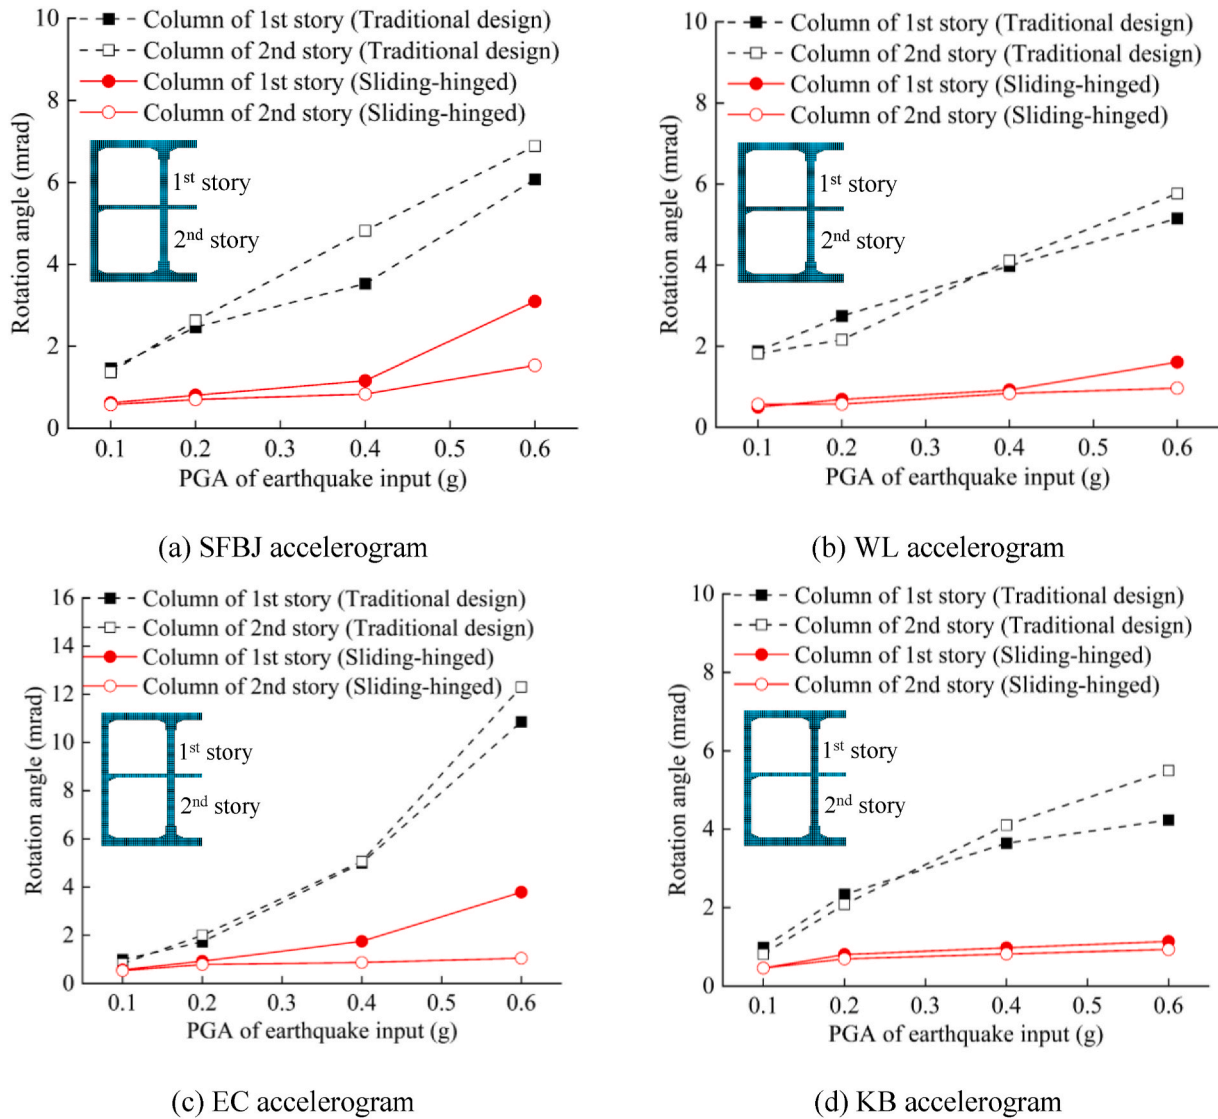 Column of 1st story (Traditional design)
Column of 2nd story (Traditional design)
Column of 1st story (Sliding-hinged)
Column of 2nd story (Sliding-hinged)
10
8
6
4
2
0
Rotation angle (mrad)
1st story
2nd story
0.1 0.2 0.3 0.4 0.5 0.6
PGA of earthquake input (g)
(a) SFBJ accelerogram
Column of 1st story (Traditional design)
Column of 2nd story (Traditional design)
Column of 1st story (Sliding-hinged)
Column of 2nd story (Sliding-hinged)
10
8
6
4
2
0
Rotation angle (mrad)
1st story
2nd story
0.1 0.2 0.3 0.4 0.5 0.6
PGA of earthquake input (g)
(b) WL accelerogram
Column of 1st story (Traditional design)
Column of 2nd story (Traditional design)
Column of 1st story (Sliding-hinged)
Column of 2nd story (Sliding-hinged)
16
14
12
10
8
6
4
2
0
Rotation angle (mrad)
1st story
2nd story
0.1 0.2 0.3 0.4 0.5 0.6
PGA of earthquake input (g)
(c) EC accelerogram
Column of 1st story (Traditional design)
Column of 2nd story (Traditional design)
Column of 1st story (Sliding-hinged)
Column of 2nd story (Sliding-hinged)
10
8
6
4
2
0
Rotation angle (mrad)
1st story
2nd story
0.1 0.2 0.3 0.4 0.5 0.6
PGA of earthquake input (g)
(d) KB accelerogram